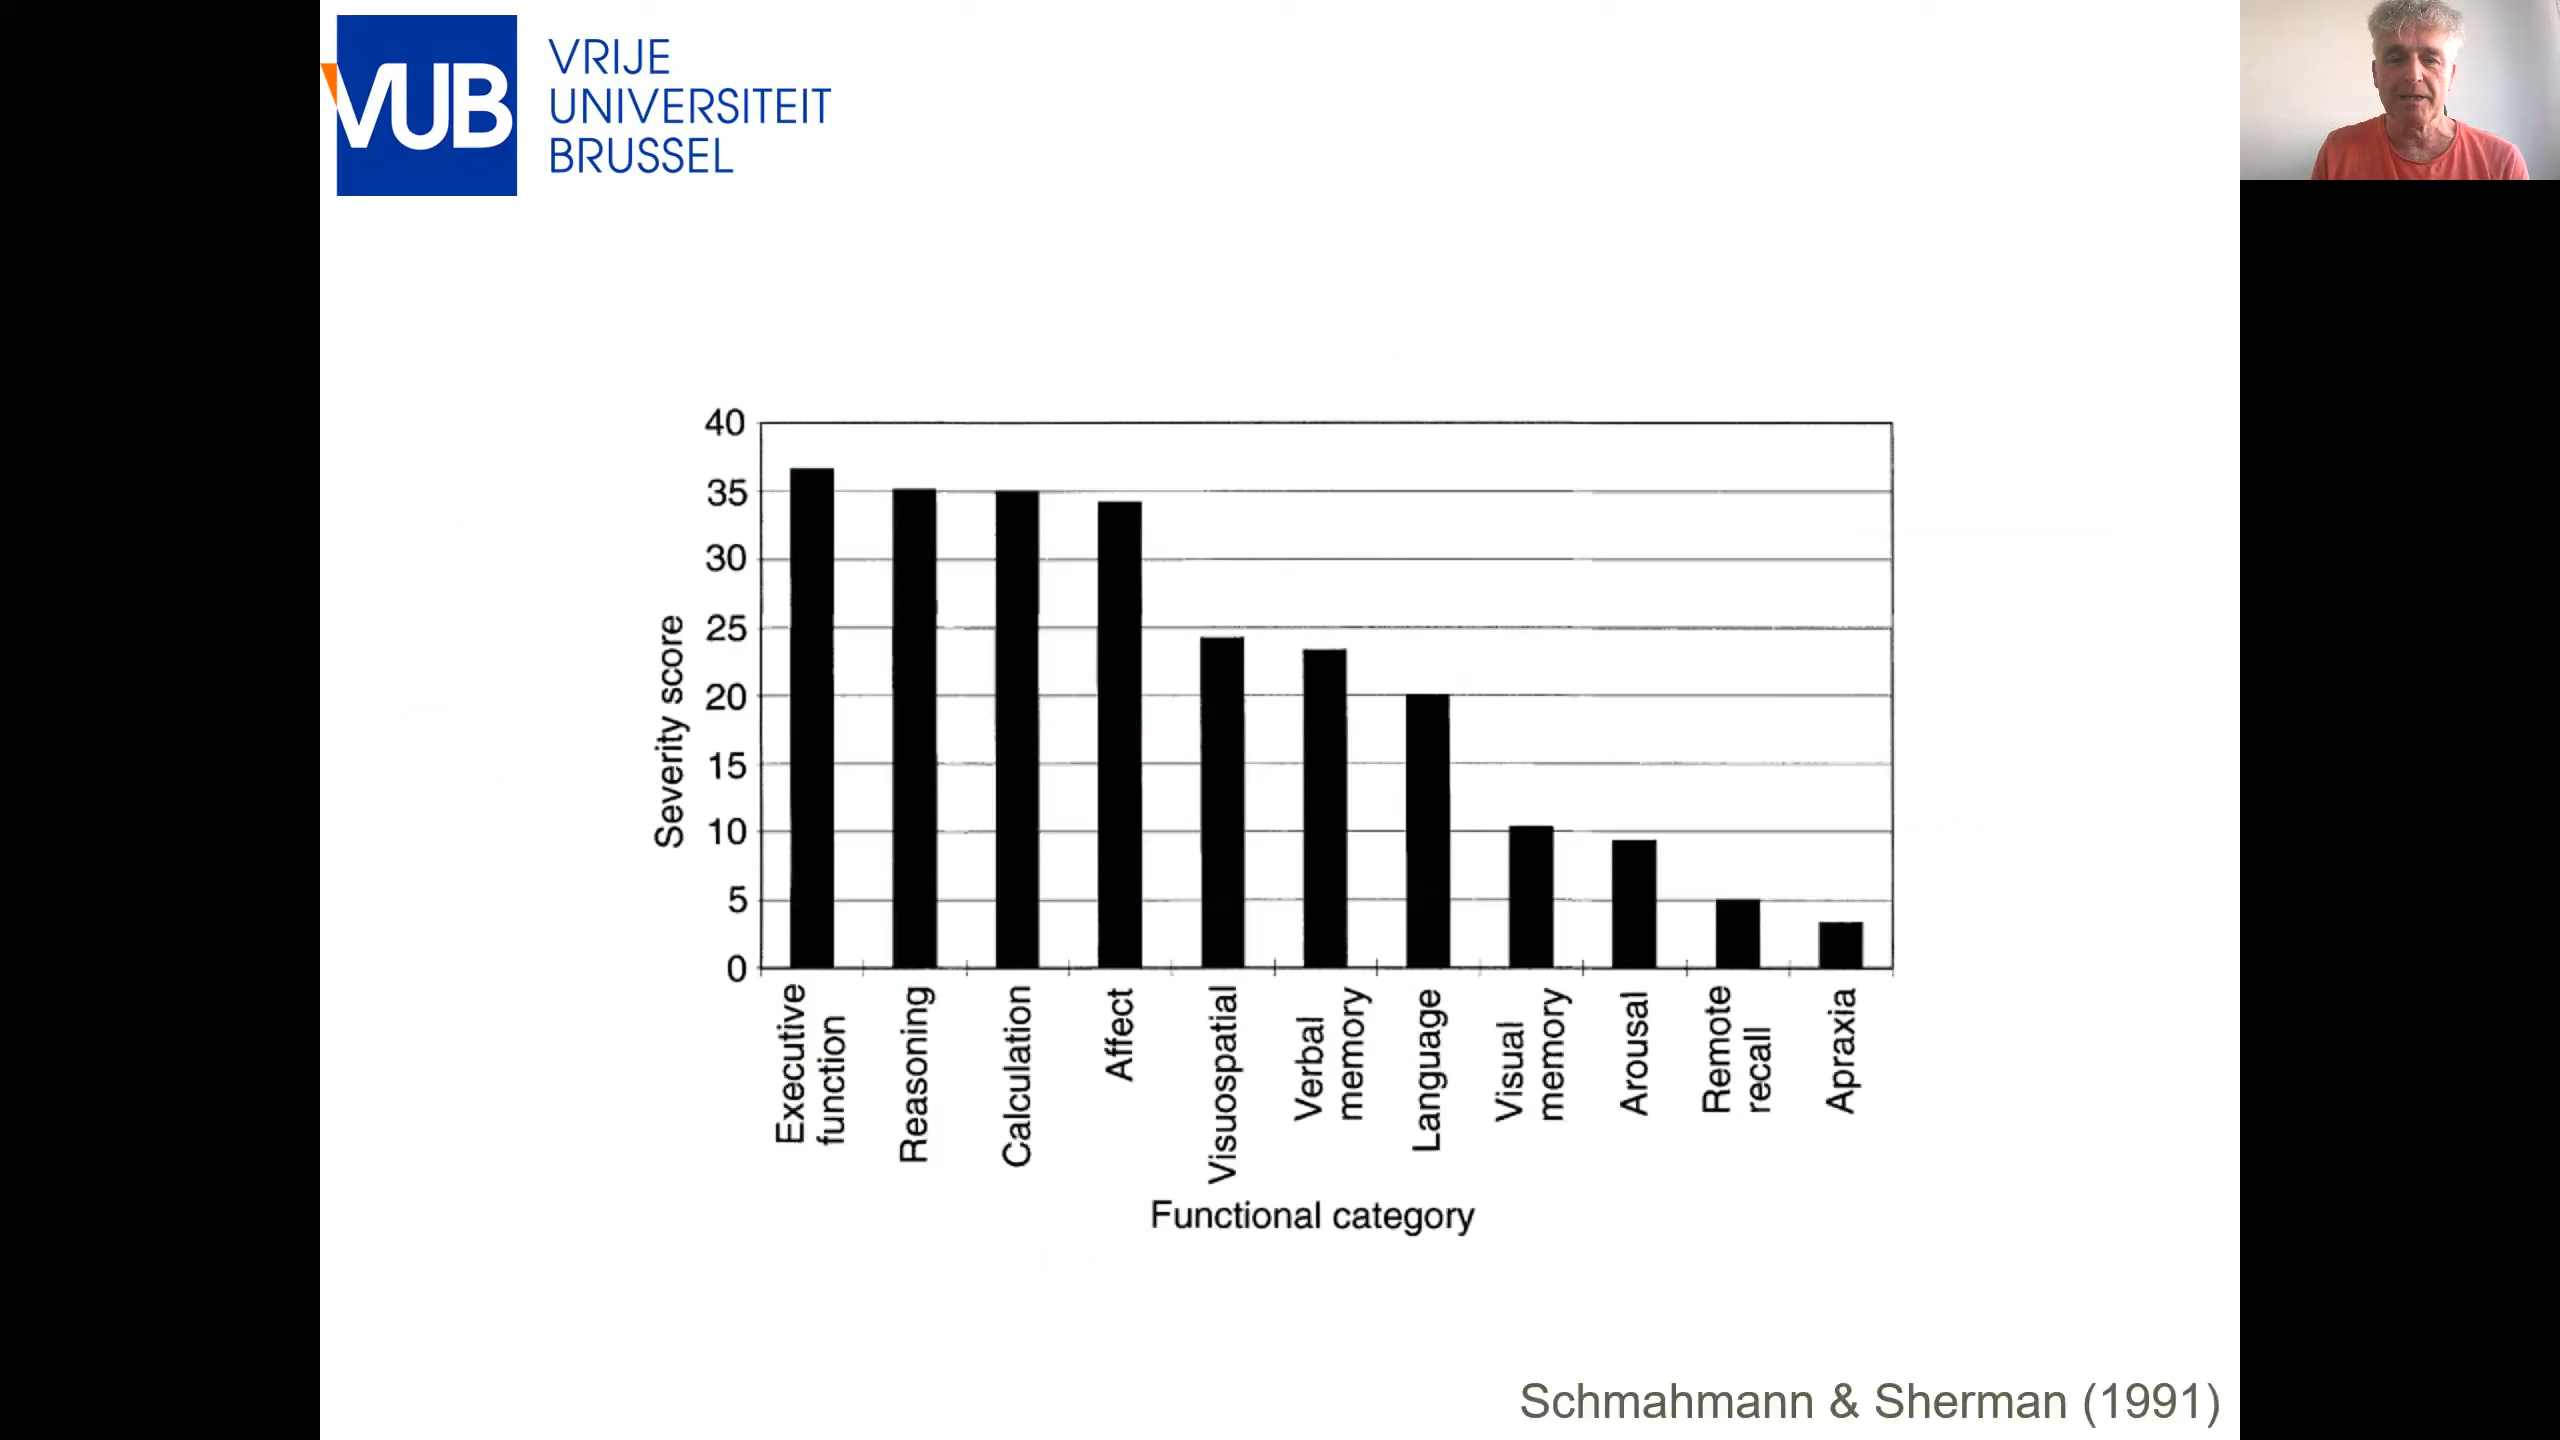 VUB
VRIJE
UNIVERSITEIT
BRUSSEL
40
35
30
25
20
15
10
5
0
Severity score
Executive
function
Reasoning
Calculation
Affect
Visuospatial
Verbal
memory
Language
Visual
memory
Arousal
Remote
recall
Apraxia
Functional category
Schmahmann & Sherman (1991)